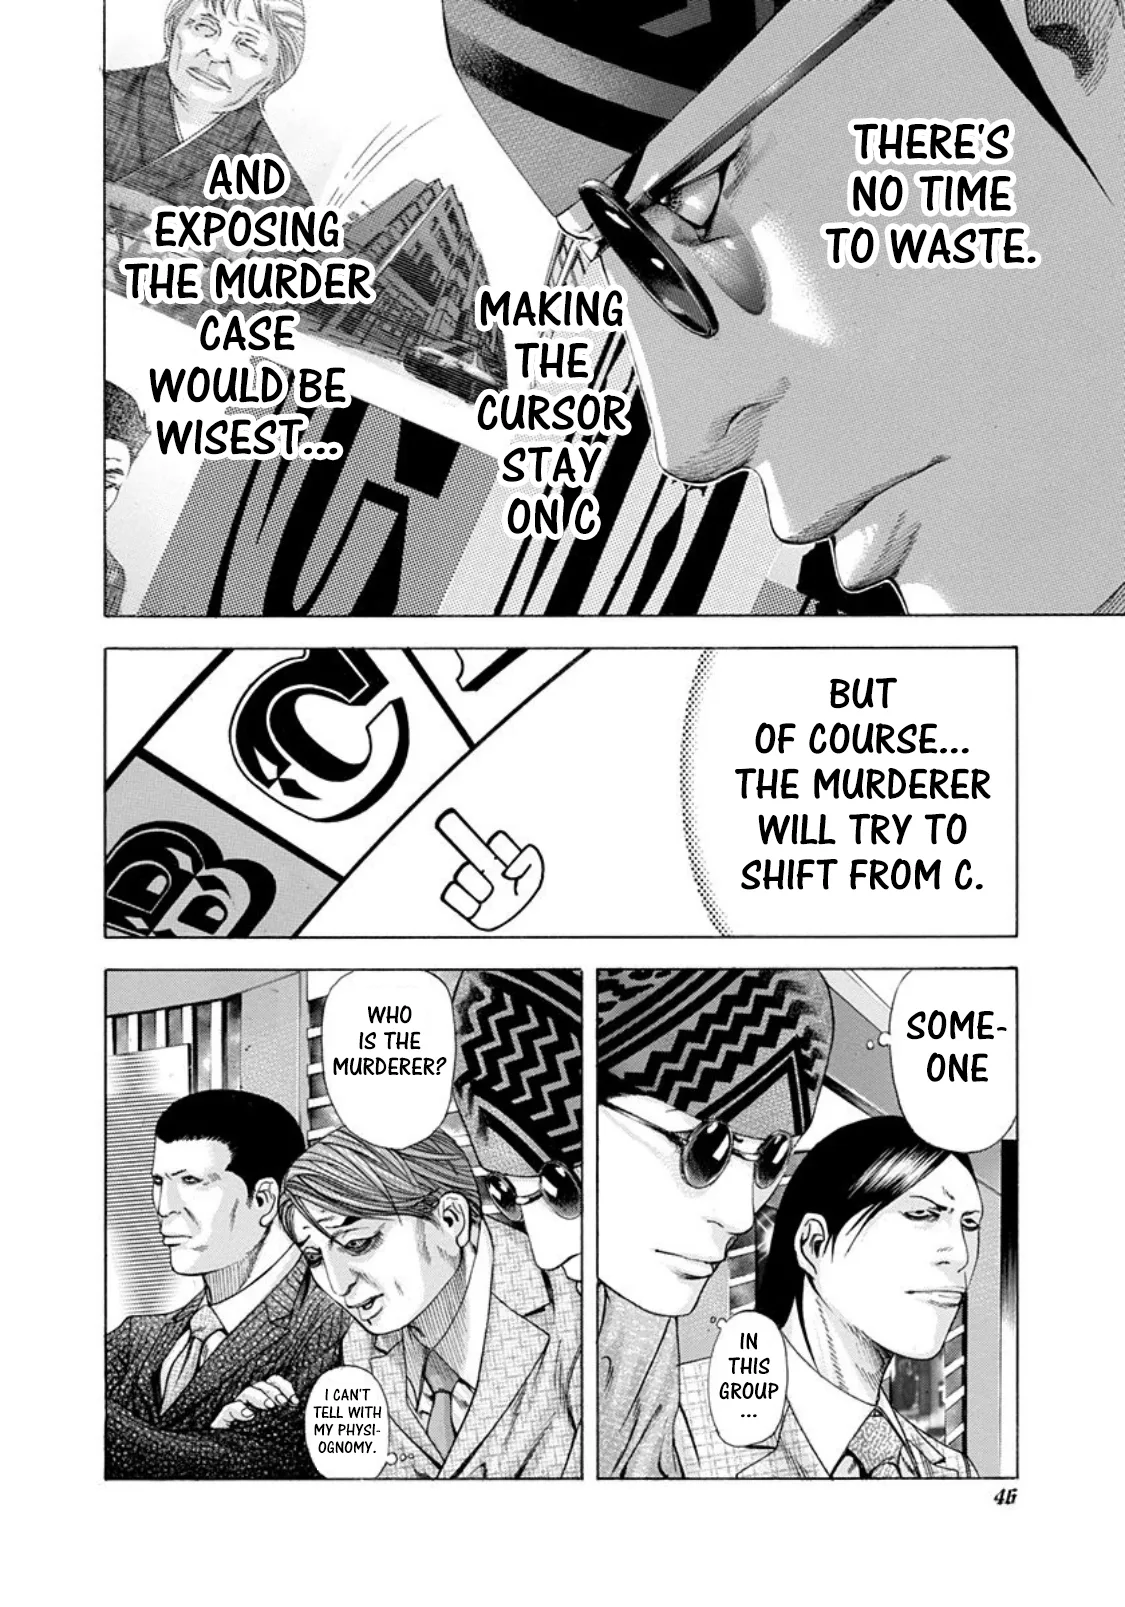 THERE'S
NO TIME
TO WASTE.
MAKING
THE
CURSOR
STAY
ON C
AND
EXPOSING
THE MURDER
CASE
WOULD BE
WISEST...
C
B
B
BUT
OF COURSE...
THE MURDERER
WILL TRY TO
SHIFT FROM C.
SOME-
ONE
IN
THIS
GROUP
...
WHO
IS THE
MURDERER?
I CAN'T
TELL WITH
MY PHYSI-
OGNOMY.
46